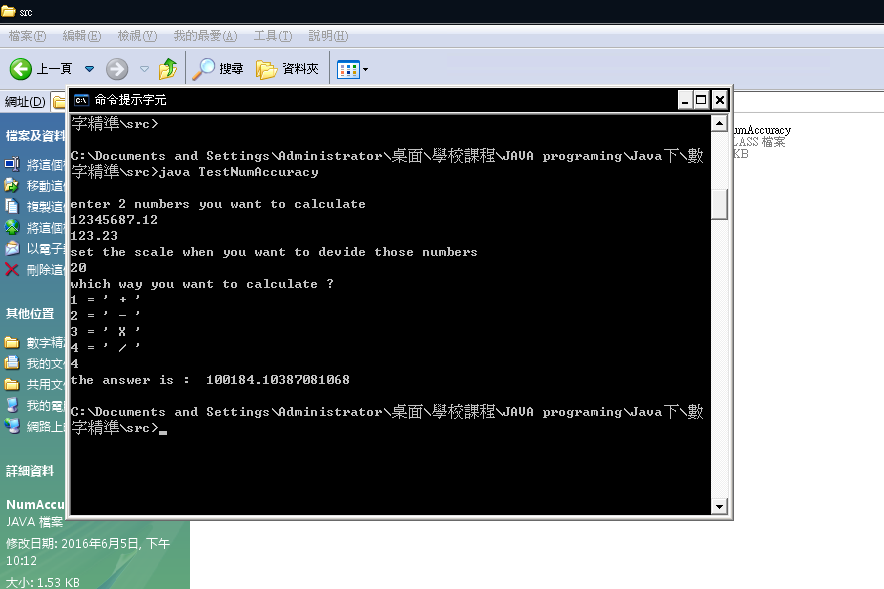 src
檔案(F) 編輯(E) 檢視(V) 我的最愛(A) 工具(T) 說明(H)
上一頁 搜尋 資料夾
網址(D)
檔案及資料
將這個
移動這
複製這
將這個
以電子
刪除這
其他位置
數字精
我的文
共用文
我的電
網路上
詳細資料
NumAccu
JAVA 檔案
修改日期: 2016年6月5日, 下午
10:12
大小: 1.53 KB
命令提示字元
字精準\src>
C:\Documents and Settings\Administrator\桌面\學校課程\JAVA programing\Java下\數
字精準\src>java TestNumAccuracy
enter 2 numbers you want to calculate
12345687.12
123.23
set the scale when you want to devide those numbers
20
which way you want to calculate ?
1 = ' + '
2 = ' - '
3 = ' X '
4 = ' / '
4
the answer is :  100184.10387081068
C:\Documents and Settings\Administrator\桌面\學校課程\JAVA programing\Java下\數
字精準\src>
umAccuracy
LASS 檔案
KB